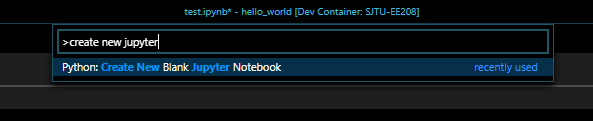 test.ipynb* - hello_world [Dev Container: SJTU-EE208]
>create new jupyter
Python: Create New Blank Jupyter Notebook recently used